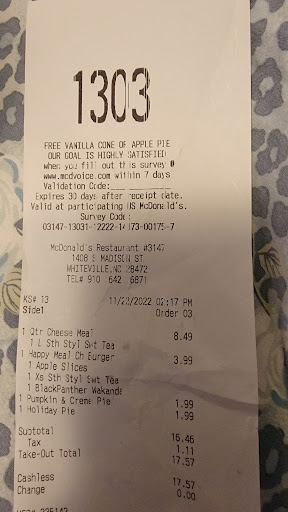 1303
FREE VANILLA CONE OF APPLE PIE
OUR GOAL IS HIGHLY SATISFIED
when you fill out this survey @
www.mcdvoice.com within 7 days
Validation Code:
Expires 30 days after receipt date.
Valid at participating US McDonald's.
Survey Code:
03147-13031-12222-14173-00175-7
McDonald's Restaurant #3147
1408 S MADISON ST
WHITEVILLE,NC 28472
TEL# 910 642 6871
KS# 13 11/22/2022 02:17 PM
Side1 Order 03
1 Qtr Cheese Meal 8.49
1 L Sth Styl Swt Tea
1 Happy Meal Ch Burger 3.99
1 Apple Slices
1 Xs Sth Styl Swt Tea
1 BlackPanther Wakanda
1 Pumpkin & Creme Pie 1.99
1 Holiday Pie 1.99
Subtotal 16.46
Tax 1.11
Take-Out Total 17.57
Cashless 17.57
Change 0.00